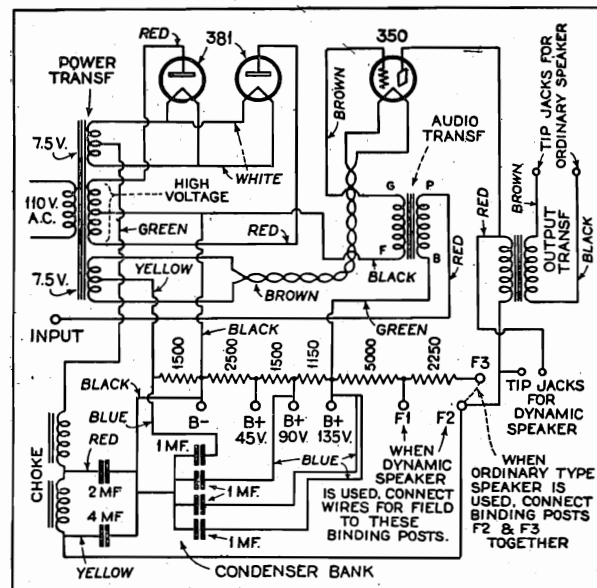 RED
381
350
POWER
TRANSF
BROWN
AUDIO
TRANSF
TIP JACKS FOR
ORDINARY SPEAKER
7.5 V.
WHITE
HIGH
VOLTAGE
110 V.
A.C.
GREEN
RED
G
P
F
B
BLACK
RED
RED
BROWN
OUTPUT
TRANSF
BLACK
7.5 V.
YELLOW
BROWN
INPUT
BLACK
GREEN
1500
2500
1500
1150
5000
2250
F3
BLACK
BLUE
RED
CHOKE
B-
B+
45V.
B+
90V.
B+
135V.
F1
F2
TIP JACKS
FOR
DYNAMIC
SPEAKER
1 MF.
BLUE
2 MF
1 MF.
4 MF.
1 MF.
YELLOW
CONDENSER BANK
WHEN
DYNAMIC
SPEAKER
IS USED, CONNECT
WIRES FOR FIELD
TO THESE
BINDING POSTS.
WHEN
ORDINARY TYPE
SPEAKER IS
USED, CONNECT
BINDING POSTS
F2 & F3
TOGETHER